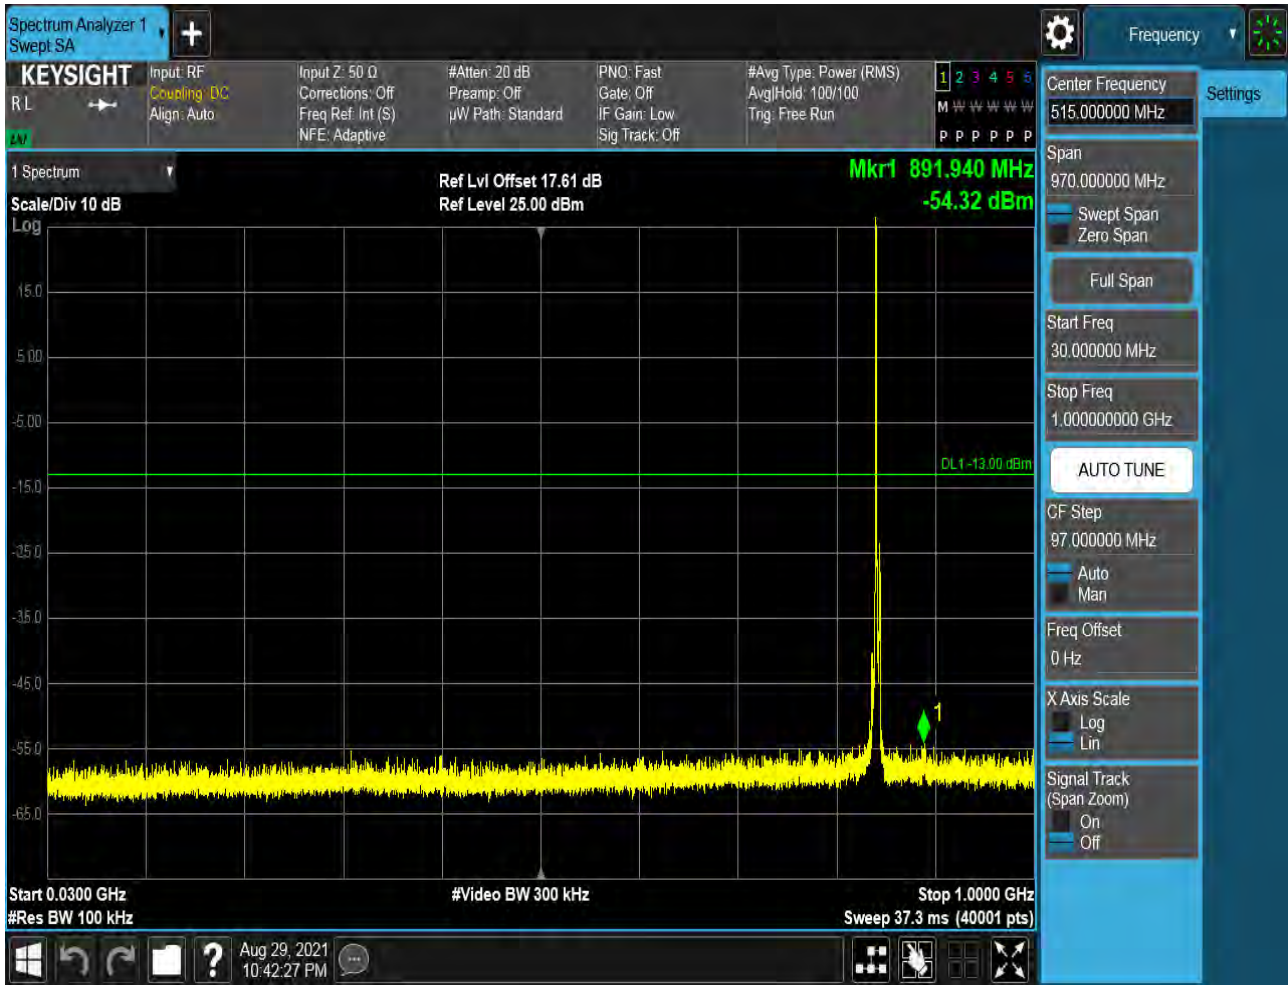 Spectrum Analyzer 1
Swept SA
Frequency
KEYSIGHT
R L
Input: RF
Coupling: DC
Align: Auto
Input Z: 50 Ω
Corrections: Off
Freq Ref: Int (S)
NFE: Adaptive
#Atten: 20 dB
Preamp: Off
µW Path: Standard
PNO: Fast
Gate: Off
IF Gain: Low
Sig Track: Off
#Avg Type: Power (RMS)
Avg|Hold: 100/100
Trig: Free Run
1 2 3 4 5 6
M W W W W W
P P P P P P
1 Spectrum
Scale/Div 10 dB
Log
Ref Lvl Offset 17.61 dB
Ref Level 25.00 dBm
Mkr1 891.940 MHz
-54.32 dBm
15.0
5.00
-5.00
DL1 -13.00 dBm
-15.0
-25.0
-35.0
-45.0
1
-55.0
-65.0
Start 0.0300 GHz
#Video BW 300 kHz
Stop 1.0000 GHz
#Res BW 100 kHz
Sweep 37.3 ms (40001 pts)
?
Aug 29, 2021
10:42:27 PM
Center Frequency
515.000000 MHz
Settings
Span
970.000000 MHz
Swept Span
Zero Span
Full Span
Start Freq
30.000000 MHz
Stop Freq
1.000000000 GHz
AUTO TUNE
CF Step
97.000000 MHz
Auto
Man
Freq Offset
0 Hz
X Axis Scale
Log
Lin
Signal Track
(Span Zoom)
On
Off